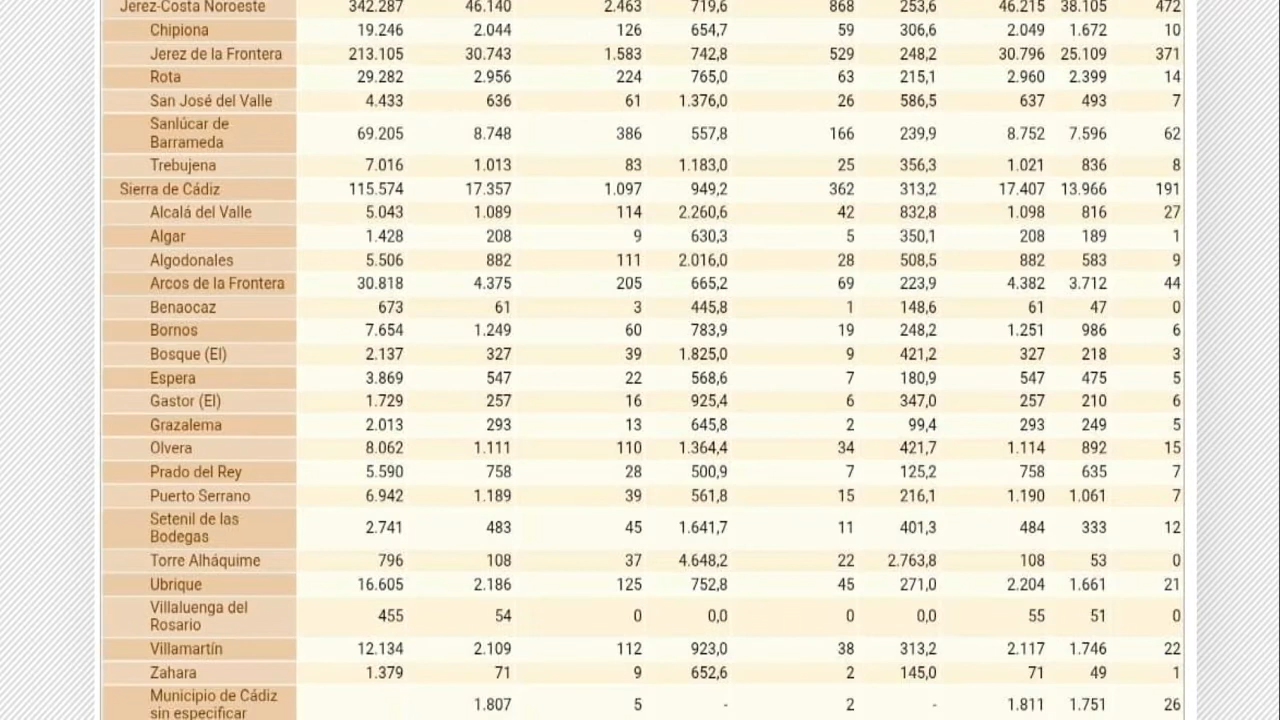 Jerez-Costa Noroeste 342.287 46.140 2.463 719,6 868 253,6 46.215 38.105 472
Chipiona 19.246 2.044 126 654,7 59 306,6 2.049 1.672 10
Jerez de la Frontera 213.105 30.743 1.583 742,8 529 248,2 30.796 25.109 371
Rota 29.282 2.956 224 765,0 63 215,1 2.960 2.399 14
San José del Valle 4.433 636 61 1.376,0 26 586,5 637 493 7
Sanlúcar de
Barrameda 69.205 8.748 386 557,8 166 239,9 8.752 7.596 62
Trebujena 7.016 1.013 83 1.183,0 25 356,3 1.021 836 8
Sierra de Cádiz 115.574 17.357 1.097 949,2 362 313,2 17.407 13.966 191
Alcalá del Valle 5.043 1.089 114 2.260,6 42 832,8 1.098 816 27
Algar 1.428 208 9 630,3 5 350,1 208 189 1
Algodonales 5.506 882 111 2.016,0 28 508,5 882 583 9
Arcos de la Frontera 30.818 4.375 205 665,2 69 223,9 4.382 3.712 44
Benaocaz 673 61 3 445,8 1 148,6 61 47 0
Bornos 7.654 1.249 60 783,9 19 248,2 1.251 986 6
Bosque (El) 2.137 327 39 1.825,0 9 421,2 327 218 3
Espera 3.869 547 22 568,6 7 180,9 547 475 5
Gastor (El) 1.729 257 16 925,4 6 347,0 257 210 6
Grazalema 2.013 293 13 645,8 2 99,4 293 249 5
Olvera 8.062 1.111 110 1.364,4 34 421,7 1.114 892 15
Prado del Rey 5.590 758 28 500,9 7 125,2 758 635 7
Puerto Serrano 6.942 1.189 39 561,8 15 216,1 1.190 1.061 7
Setenil de las
Bodegas 2.741 483 45 1.641,7 11 401,3 484 333 12
Torre Alháquime 796 108 37 4.648,2 22 2.763,8 108 53 0
Ubrique 16.605 2.186 125 752,8 45 271,0 2.204 1.661 21
Villaluenga del
Rosario 455 54 0 0,0 0 0,0 55 51 0
Villamartín 12.134 2.109 112 923,0 38 313,2 2.117 1.746 22
Zahara 1.379 71 9 652,6 2 145,0 71 49 1
Municipio de Cádiz
sin especificar 1.807 5 - 2 - 1.811 1.751 26